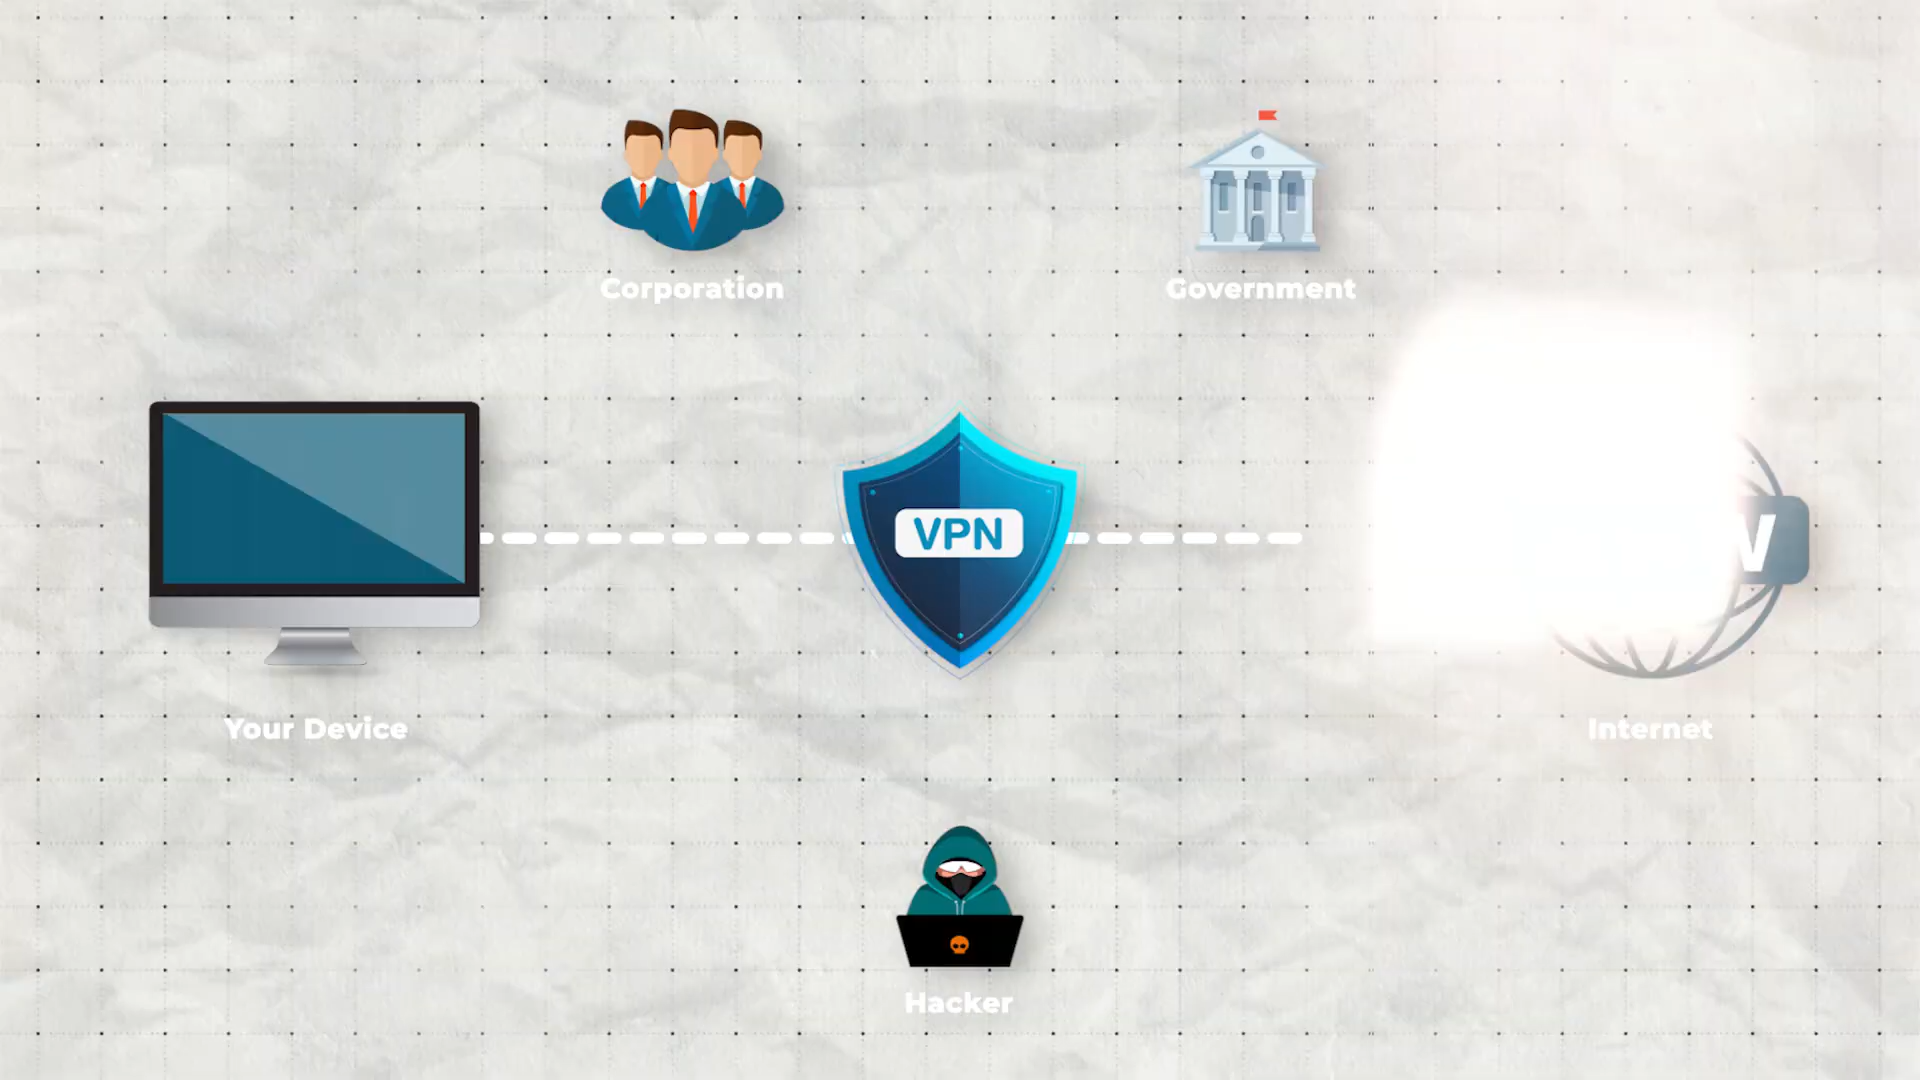 Corporation
Government
VPN
Your Device
Internet
Hacker